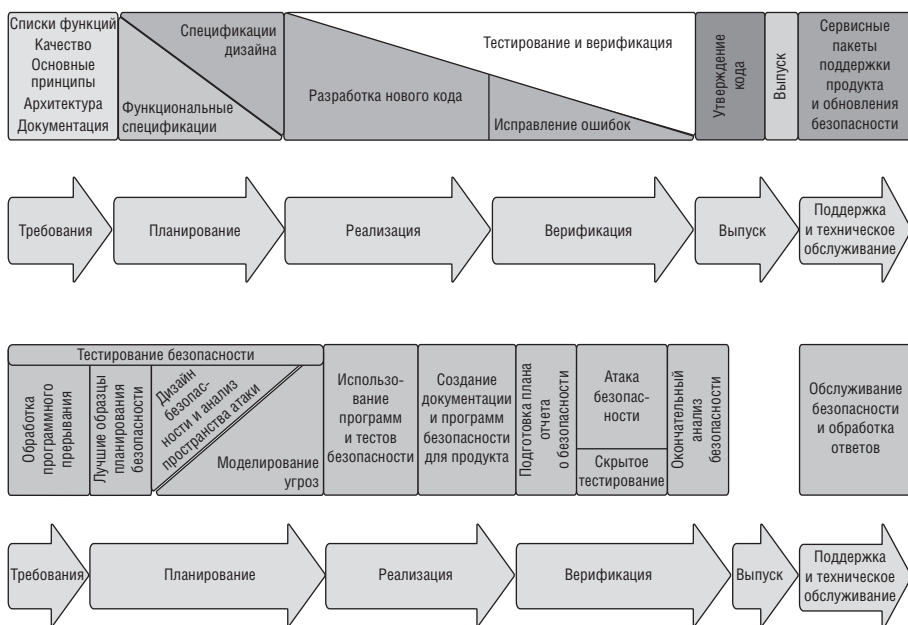 Списки функций
Качество
Основные
принципы
Архитектура
Документация
Спецификации
дизайна
Функциональные
спецификации
Разработка нового кода
Тестирование и верификация
Исправление ошибок
Утверждение
кода
Выпуск
Сервисные
пакеты
поддержки
продукта
и обновления
безопасности
Требования
Планирование
Реализация
Верификация
Выпуск
Поддержка
и техническое
обслуживание
Тестирование безопасности
Обработка
программного
прерывания
Лучшие образцы
планирования
безопасности
Дизайн
безопас-
ности и анализ
пространства атаки
Моделирование
угроз
Использо-
вание
программ
и тестов
безопасности
Создание
документации
и программ
безопасности
для продукта
Подготовка плана
отчета
о безопасности
Атака
безопас-
ности
Скрытое
тестирование
Окончательный
анализ
безопасности
Обслуживание
безопасности
и обработка
ответов
Требования
Планирование
Реализация
Верификация
Выпуск
Поддержка
и техническое
обслуживание